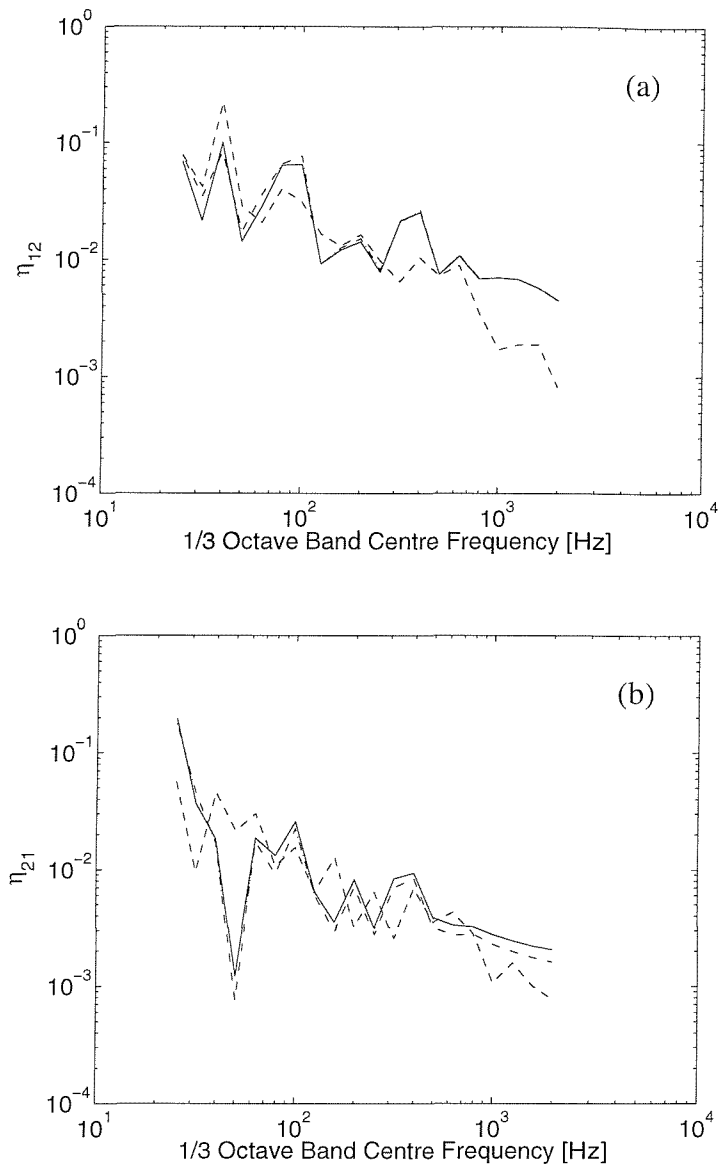 10⁰
(a)
10⁻¹
η₁₂
10⁻²
10⁻³
10⁻⁴
10¹ 10² 10³ 10⁴
1/3 Octave Band Centre Frequency [Hz]
10⁰
(b)
10⁻¹
η₂₁
10⁻²
10⁻³
10⁻⁴
10¹ 10² 10³ 10⁴
1/3 Octave Band Centre Frequency [Hz]